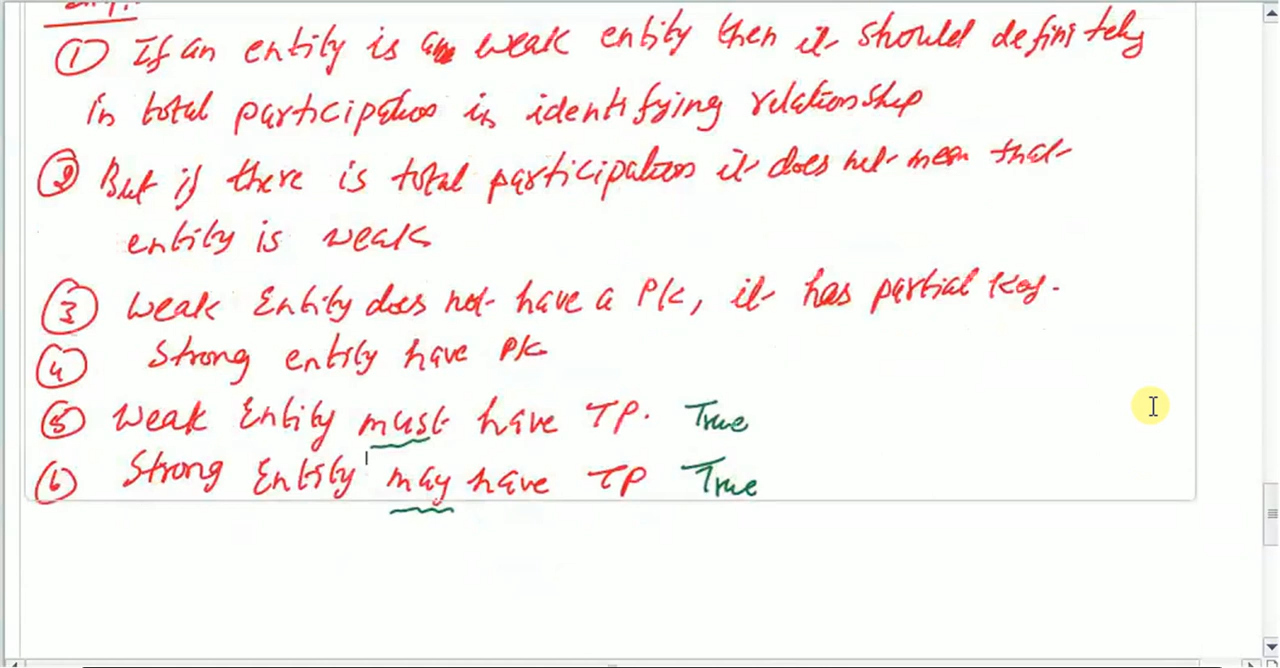 ① If an entity is a weak entity then it should definitely
in total participation in identifying relationship
② But if there is total participation it does not mean that
entity is weak
③ Weak Entity does not have a PK, it has partial key.
④ Strong entity have PK
⑤ Weak Entity must have TP. True
⑥ Strong Entity may have TP True